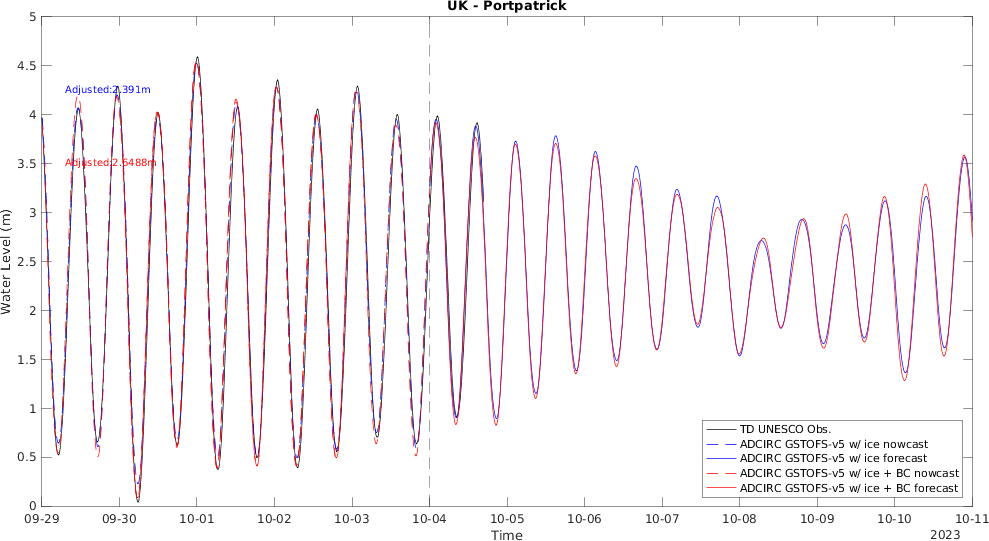 UK - Portpatrick
5
4.5
4
3.5
3
2.5
2
1.5
1
0.5
0
Water Level (m)
Adjusted:2.391m
Adjusted:2.6488m
TD UNESCO Obs.
ADCIRC GSTOFS-v5 w/ ice nowcast
ADCIRC GSTOFS-v5 w/ ice forecast
ADCIRC GSTOFS-v5 w/ ice + BC nowcast
ADCIRC GSTOFS-v5 w/ ice + BC forecast
09-29 09-30 10-01 10-02 10-03 10-04 10-05 10-06 10-07 10-08 10-09 10-10 10-11
Time
2023